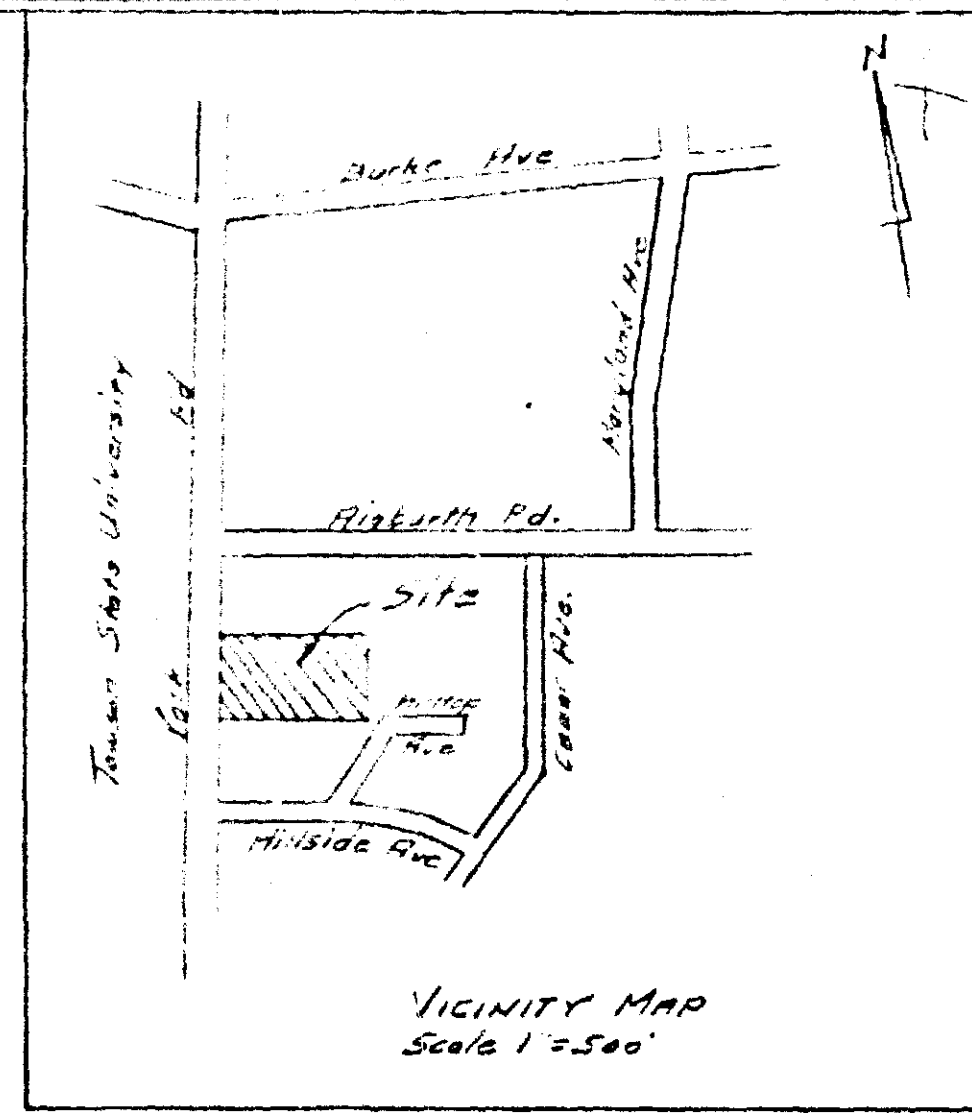 N
Burke Ave
Maryland Ave
Towson State University
York Rd
Aigburth Rd.
Site
Hilltop
Ave
Cedar Ave.
Hillside Ave
VICINITY MAP
Scale 1"=500'